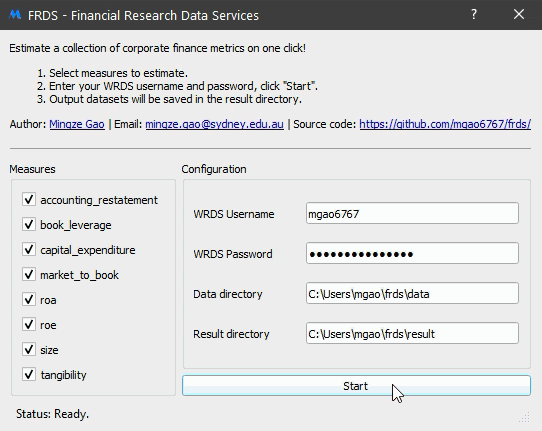 FRDS - Financial Research Data Services
Estimate a collection of corporate finance metrics on one click!
1. Select measures to estimate.
2. Enter your WRDS username and password, click "Start".
3. Output datasets will be saved in the result directory.
Author: Mingze Gao | Email: mingze.gao@sydney.edu.au | Source code: https://github.com/mgao6767/frds/
Measures
accounting_restatement
book_leverage
capital_expenditure
market_to_book
roa
roe
size
tangibility
Configuration
WRDS Username mgao6767
WRDS Password ●●●●●●●●●●●●●●●
Data directory C:\Users\mgao\frds\data
Result directory C:\Users\mgao\frds\result
Start
Status: Ready.